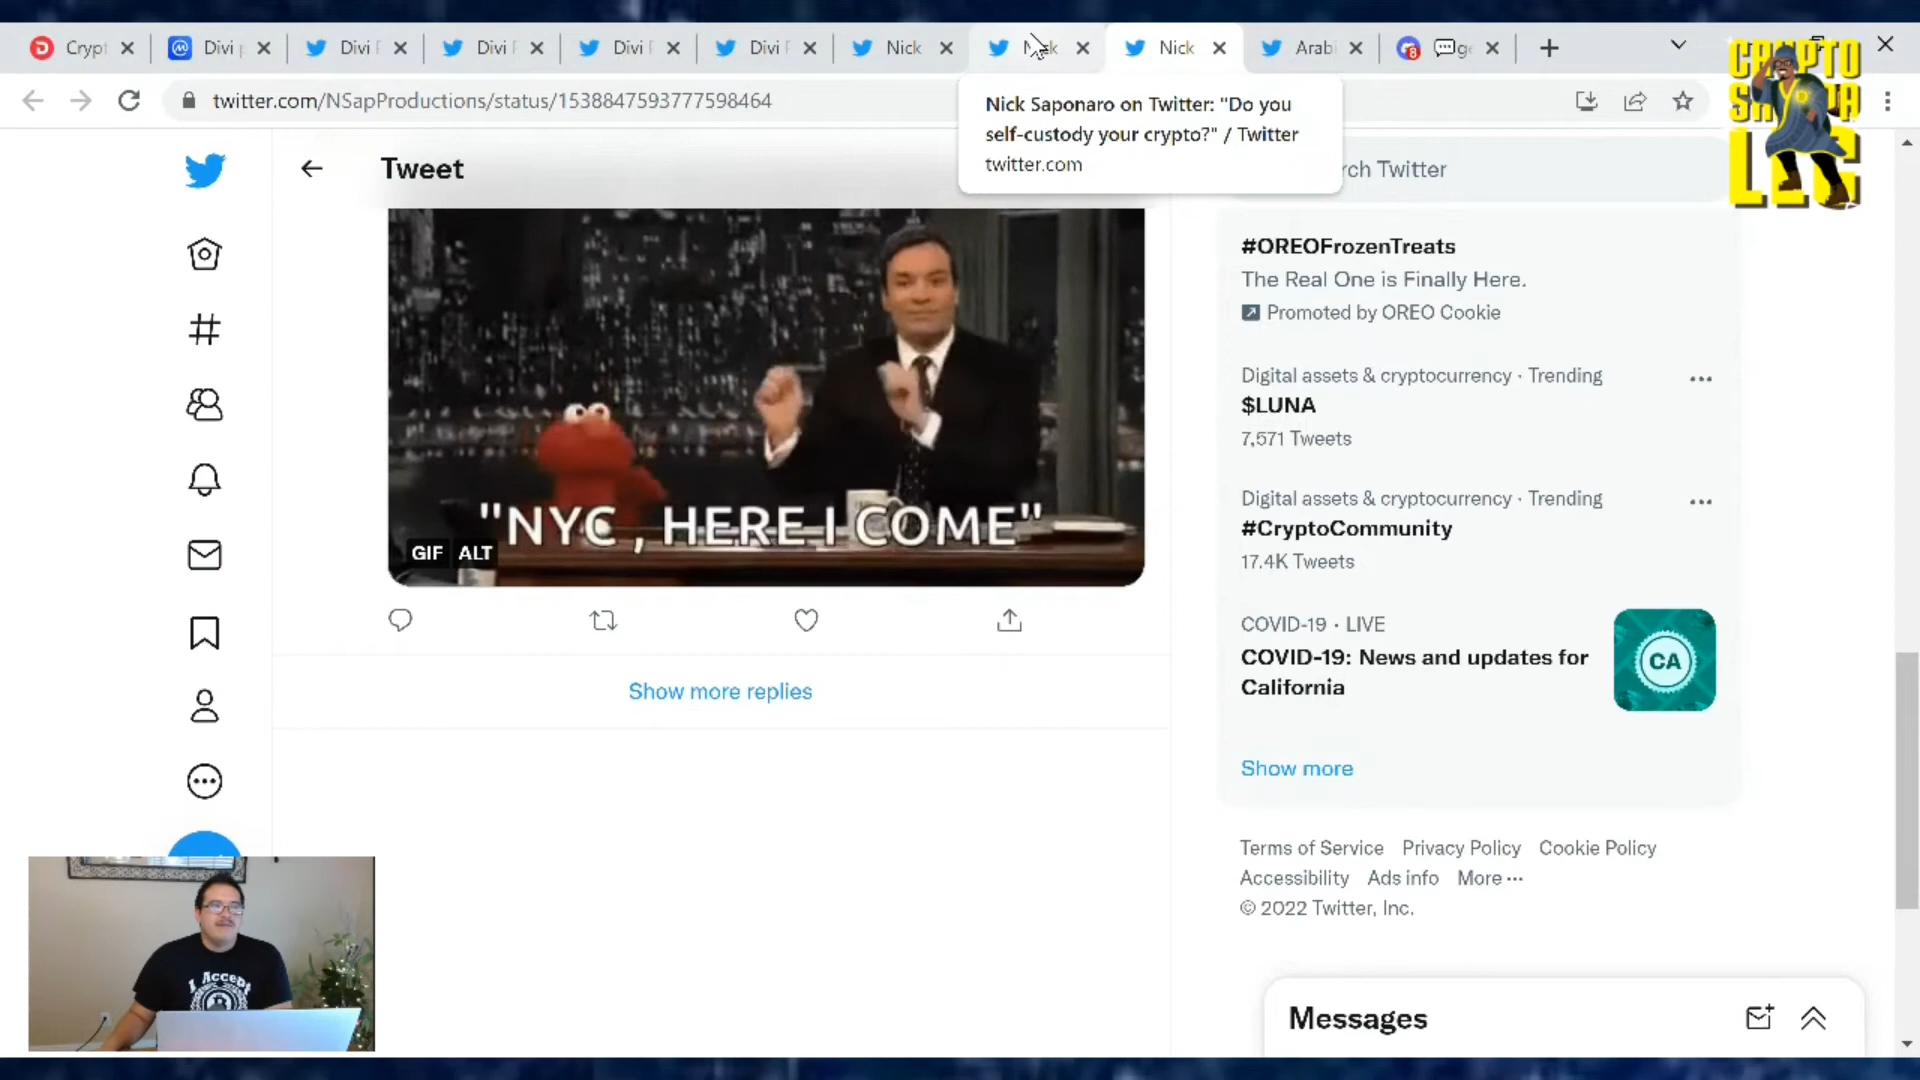 Crypt
Divi p
Divi F
Divi F
Divi F
Divi F
Nick
Nick
Arabi
twitter.com/NSapProductions/status/1538847593777598464
Nick Saponaro on Twitter: "Do you
self-custody your crypto?" / Twitter
twitter.com
CRYPTO
LLC
Tweet
rch Twitter
#OREOFrozenTreats
The Real One is Finally Here.
Promoted by OREO Cookie
Digital assets & cryptocurrency · Trending
$LUNA
7,571 Tweets
Digital assets & cryptocurrency · Trending
#CryptoCommunity
17.4K Tweets
COVID-19 · LIVE
COVID-19: News and updates for
California
CA
Show more
"NYC, HERE I COME"
GIF ALT
Show more replies
Terms of Service Privacy Policy Cookie Policy
Accessibility Ads info More ···
© 2022 Twitter, Inc.
I Accept
Messages